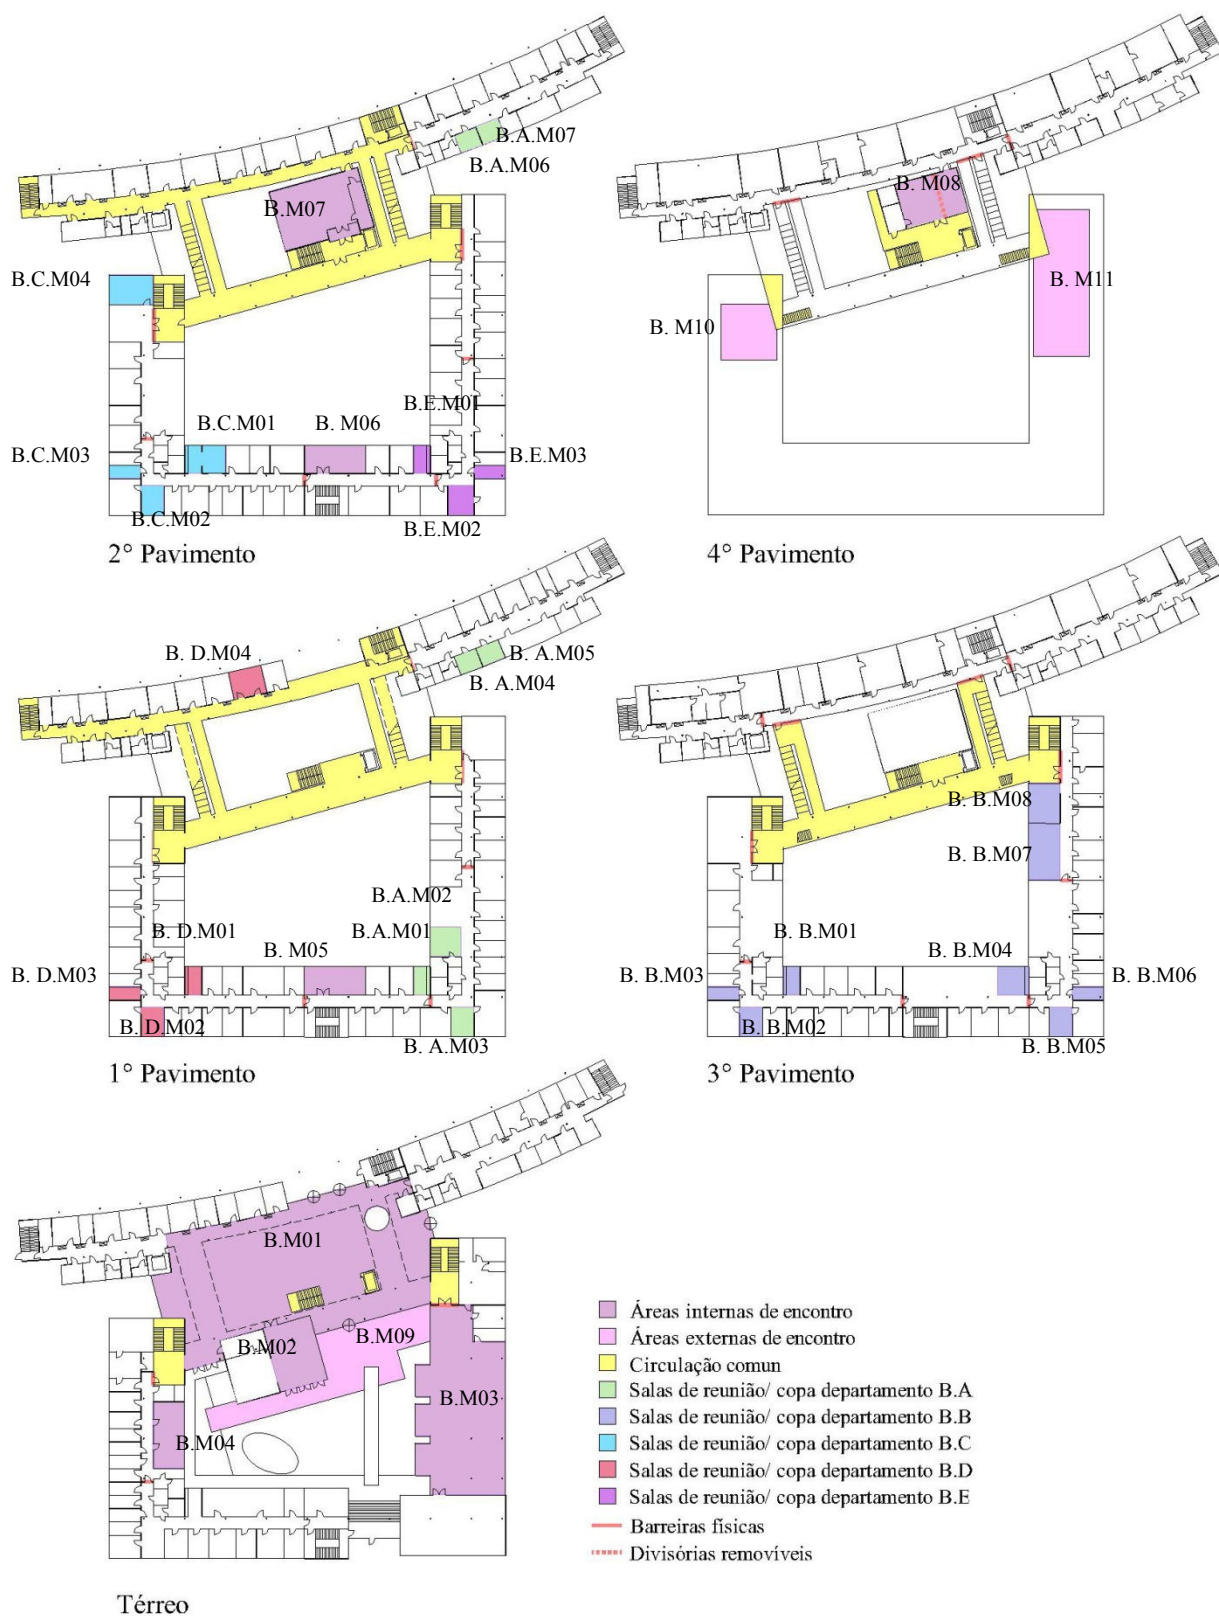 B.A.M07
B.A.M06
B.M07
B.C.M04
B.C.M01
B. M06
B.E.M01
B.C.M03
B.E.M03
B.C.M02
B.E.M02
2° Pavimento
B. M08
B. M11
B. M10
4° Pavimento
B. D.M04
B. A.M05
B. A.M04
B.A.M02
B. D.M01
B.A.M01
B. M05
B. D.M03
B. D.M02
B. A.M03
1° Pavimento
B. B.M08
B. B.M07
B. B.M01
B. B.M04
B. B.M03
B. B.M06
B. B.M02
B. B.M05
3° Pavimento
B.M01
B.M02
B.M09
B.M03
B.M04
Térreo
Áreas internas de encontro
Áreas externas de encontro
Circulação comun
Salas de reunião/ copa departamento B.A
Salas de reunião/ copa departamento B.B
Salas de reunião/ copa departamento B.C
Salas de reunião/ copa departamento B.D
Salas de reunião/ copa departamento B.E
Barreiras físicas
Divisórias removíveis